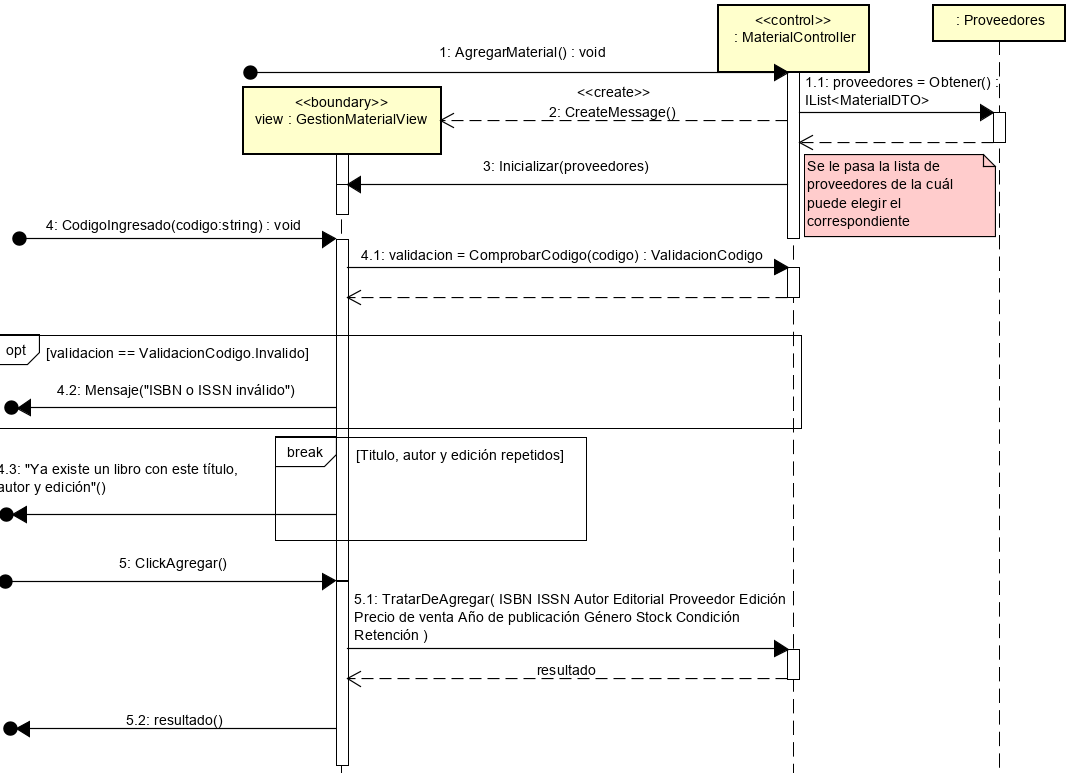 <<control>>
: MaterialController
: Proveedores
1: AgregarMaterial() : void
1.1: proveedores = Obtener() :
IList<MaterialDTO>
<<boundary>>
view : GestionMaterialView
<<create>>
2: CreateMessage()
3: Inicializar(proveedores)
Se le pasa la lista de
proveedores de la cuál
puede elegir el
correspondiente
4: CodigoIngresado(codigo:string) : void
4.1: validacion = ComprobarCodigo(codigo) : ValidacionCodigo
opt
[validacion == ValidacionCodigo.Invalido]
4.2: Mensaje("ISBN o ISSN inválido")
break
[Titulo, autor y edición repetidos]
4.3: "Ya existe un libro con este título,
autor y edición"()
5: ClickAgregar()
5.1: TratarDeAgregar( ISBN ISSN Autor Editorial Proveedor Edición
Precio de venta Año de publicación Género Stock Condición
Retención )
resultado
5.2: resultado()